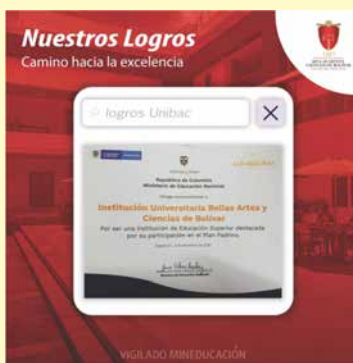 Nuestros Logros
Camino hacia la excelencia
logros Unibac
República de Colombia
Ministerio de Educación Nacional
Institución Universitaria Bellas Artes y
Ciencias de Bolívar
Por ser una Institución de Educación Superior destacada
por su participación en el Plan Padrino.
VIGILADO MINEDUCACIÓN